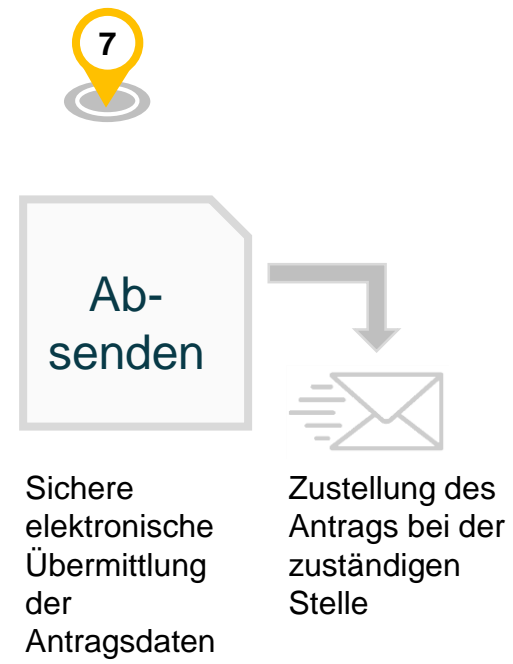 7
Ab-
senden
Sichere
elektronische
Übermittlung
der
Antragsdaten
Zustellung des
Antrags bei der
zuständigen
Stelle